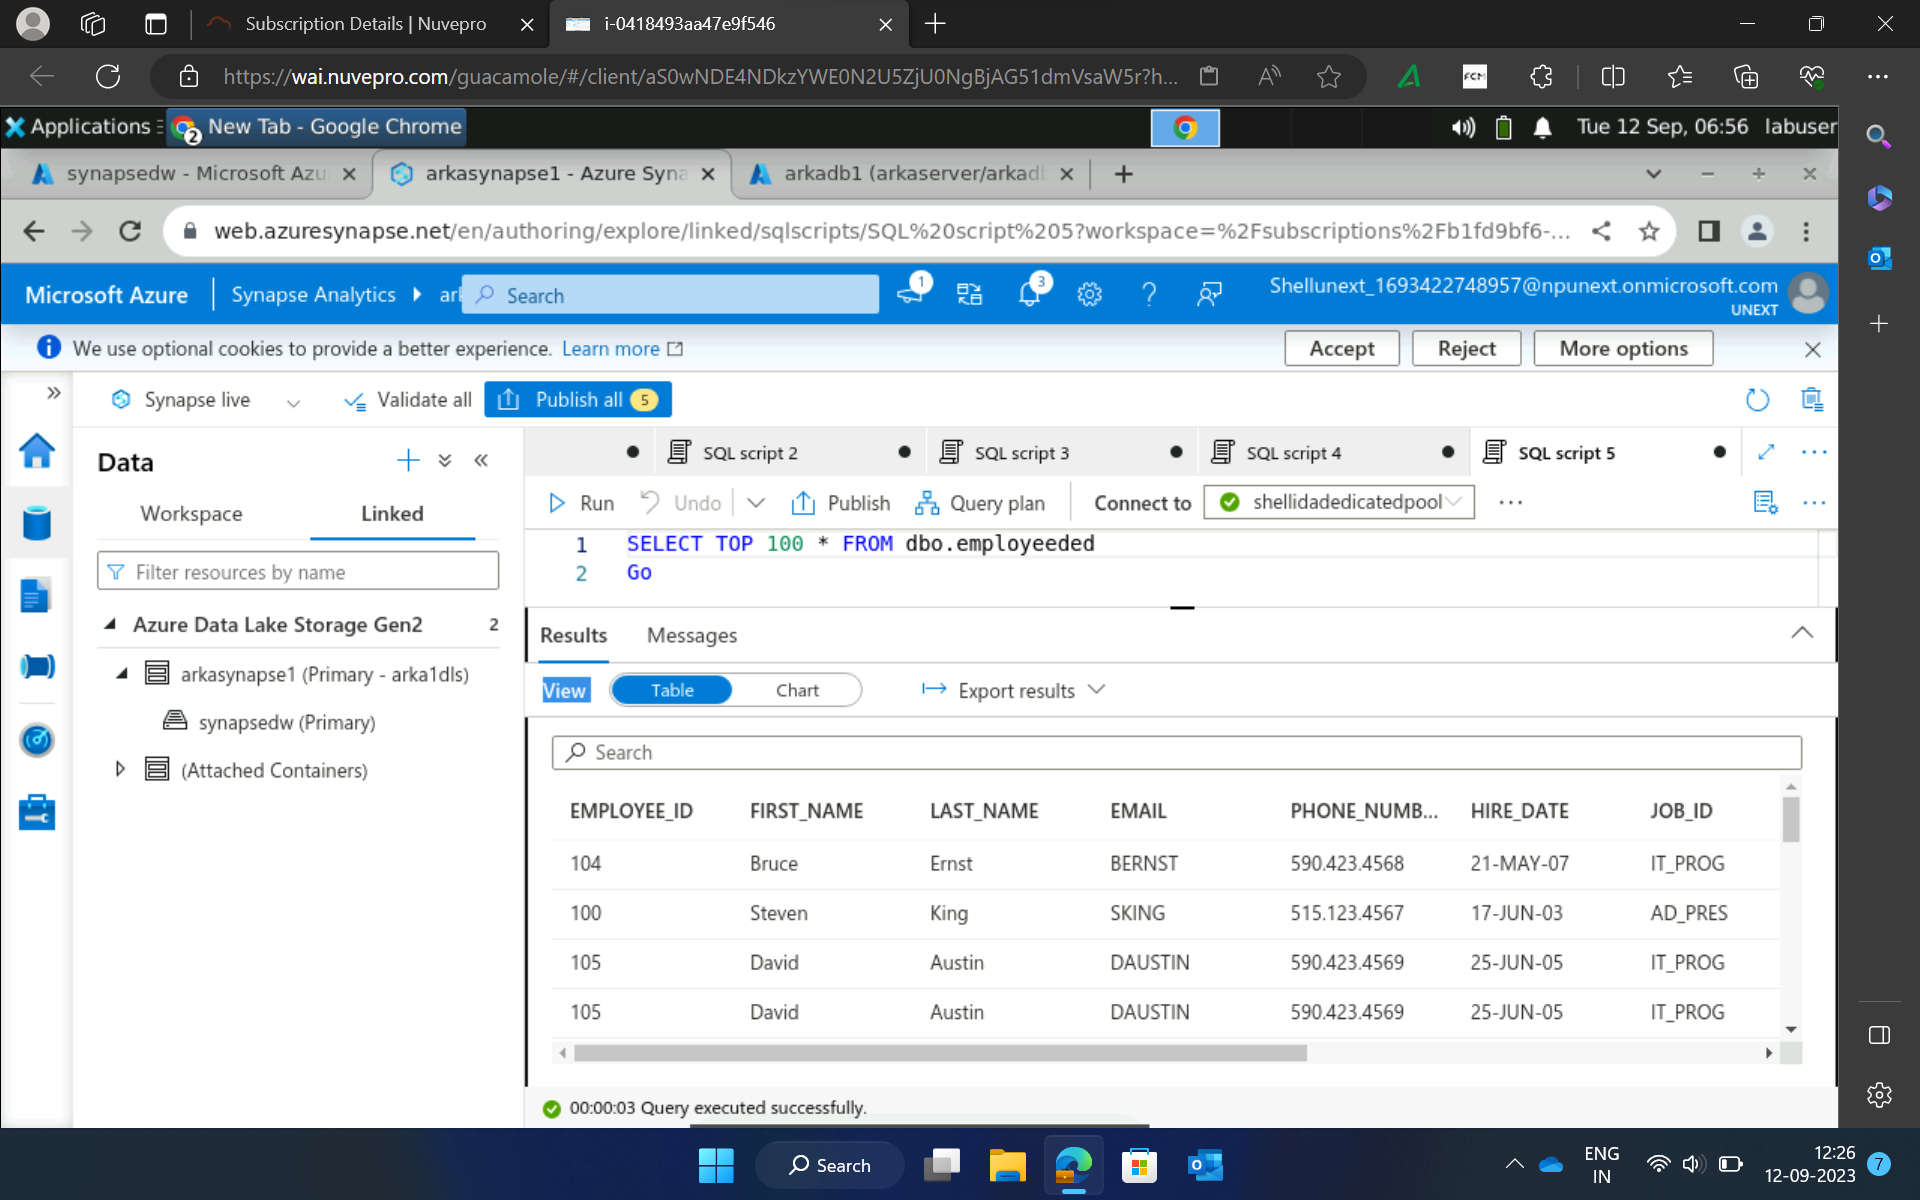 Subscription Details | Nuvepro
i-0418493aa47e9f546
https://wai.nuvepro.com/guacamole/#/client/aS0wNDE4NDkzYWE0N2U5ZjU0NgBjAG51dmVsaW5r?h...
FCM
Applications
2
New Tab - Google Chrome
Tue 12 Sep, 06:56 labuser
synapsedw - Microsoft Azu
arkasynapse1 - Azure Syna
arkadb1 (arkaserver/arkadb
web.azuresynapse.net/en/authoring/explore/linked/sqlscripts/SQL%20script%205?workspace=%2Fsubscriptions%2Fb1fd9bf6-...
Microsoft Azure
Synapse Analytics
ark
Search
1
3
Shellunext_1693422748957@npunext.onmicrosoft.com
UNEXT
We use optional cookies to provide a better experience. Learn more
Accept
Reject
More options
Synapse live
Validate all
Publish all 5
Data
Workspace
Linked
Filter resources by name
Azure Data Lake Storage Gen2 2
arkasynapse1 (Primary - arka1dls)
synapsedw (Primary)
(Attached Containers)
SQL script 2
SQL script 3
SQL script 4
SQL script 5
Run
Undo
Publish
Query plan
Connect to
shellidadedicatedpool
1 SELECT TOP 100 * FROM dbo.employeeded
2 Go
Results
Messages
View
Table
Chart
Export results
Search
EMPLOYEE_ID FIRST_NAME LAST_NAME EMAIL PHONE_NUMB... HIRE_DATE JOB_ID
104 Bruce Ernst BERNST 590.423.4568 21-MAY-07 IT_PROG
100 Steven King SKING 515.123.4567 17-JUN-03 AD_PRES
105 David Austin DAUSTIN 590.423.4569 25-JUN-05 IT_PROG
105 David Austin DAUSTIN 590.423.4569 25-JUN-05 IT_PROG
00:00:03 Query executed successfully.
Search
ENG
IN
12:26
12-09-2023
7